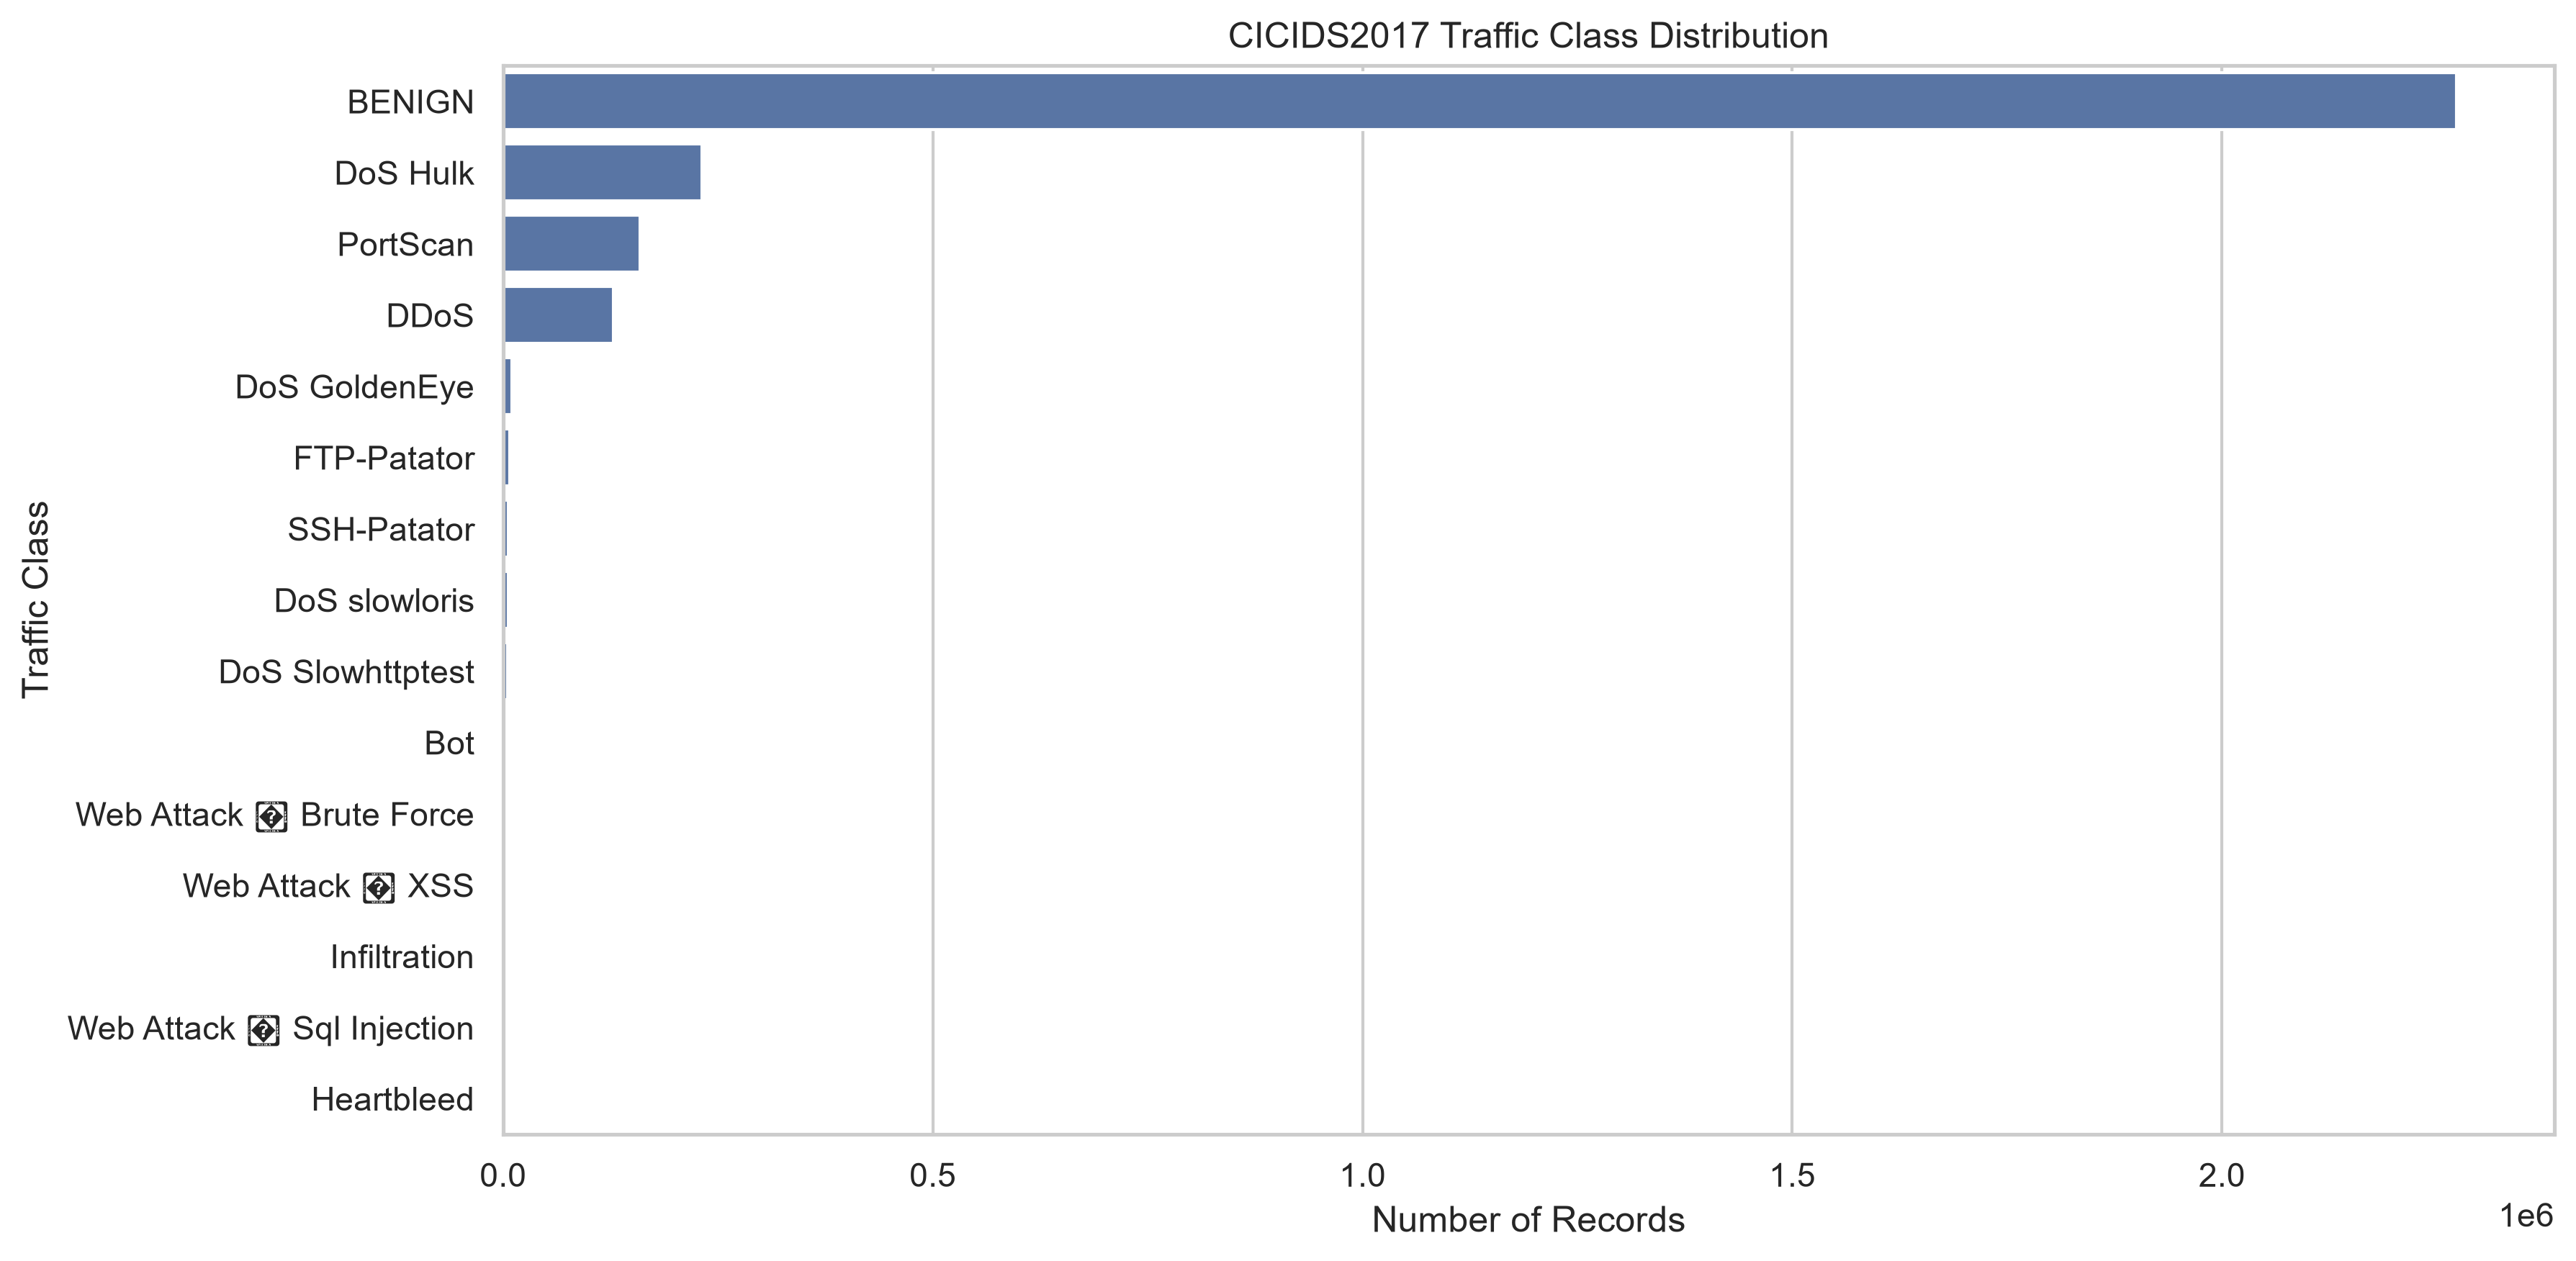 CICIDS2017 Traffic Class Distribution
BENIGN
DoS Hulk
PortScan
DDoS
DoS GoldenEye
FTP-Patator
SSH-Patator
DoS slowloris
DoS Slowhttptest
Bot
Web Attack � Brute Force
Web Attack � XSS
Infiltration
Web Attack � Sql Injection
Heartbleed
Traffic Class
0.0 0.5 1.0 1.5 2.0
1e6
Number of Records